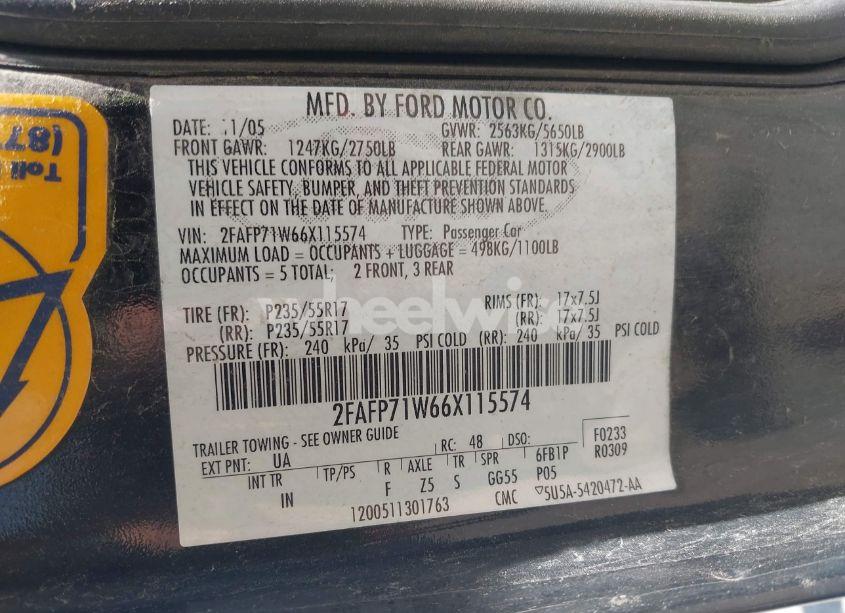 MFD. BY FORD MOTOR CO.
DATE: 11/05 GVWR: 2563KG/5650LB
FRONT GAWR: 1247KG/2750LB REAR GAWR: 1315KG/2900LB
THIS VEHICLE CONFORMS TO ALL APPLICABLE FEDERAL MOTOR
VEHICLE SAFETY, BUMPER, AND THEFT PREVENTION STANDARDS
IN EFFECT ON THE DATE OF MANUFACTURE SHOWN ABOVE.
VIN: 2FAFP71W66X115574 TYPE: Passenger Car
MAXIMUM LOAD = OCCUPANTS + LUGGAGE = 498KG/1100LB
OCCUPANTS = 5 TOTAL; 2 FRONT, 3 REAR
TIRE (FR): P235/55R17 RIMS (FR): 17x7.5J
(RR): P235/55R17 (RR): 17x7.5J
PRESSURE (FR): 240 kPa/ 35 PSI COLD (RR): 240 kPa/ 35 PSI COLD
2FAFP71W66X115574
TRAILER TOWING - SEE OWNER GUIDE
EXT PNT: UA RC: 48 DSO: F0233
INT TR TP/PS R AXLE TR SPR 6FB1P R0309
IN F Z5 S GG55 P05
1200511301763 CMC ▽5U5A-5420472-AA
Toll
(87
wheelwise